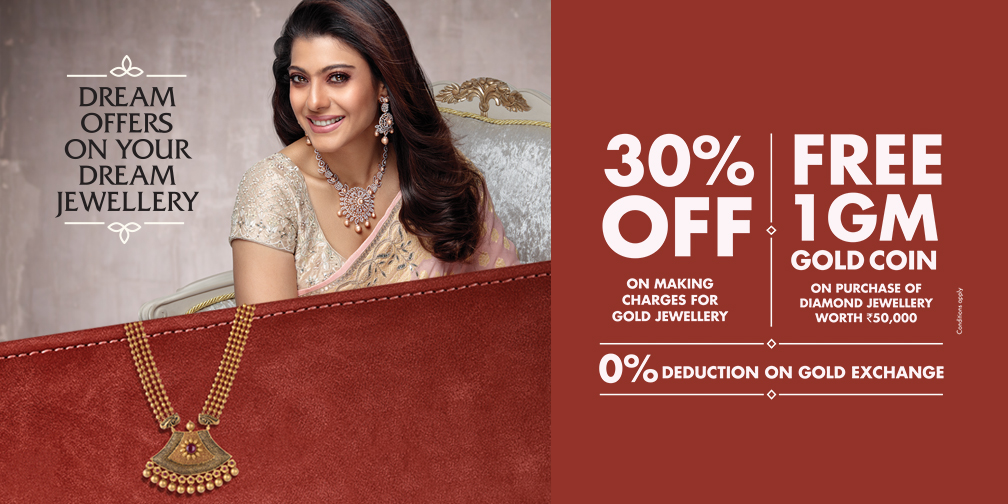 DREAM
OFFERS
ON YOUR
DREAM
JEWELLERY
30%
OFF
ON MAKING
CHARGES FOR
GOLD JEWELLERY
FREE
1GM
GOLD COIN
ON PURCHASE OF
DIAMOND JEWELLERY
WORTH ₹50,000
Conditions apply
0% DEDUCTION ON GOLD EXCHANGE